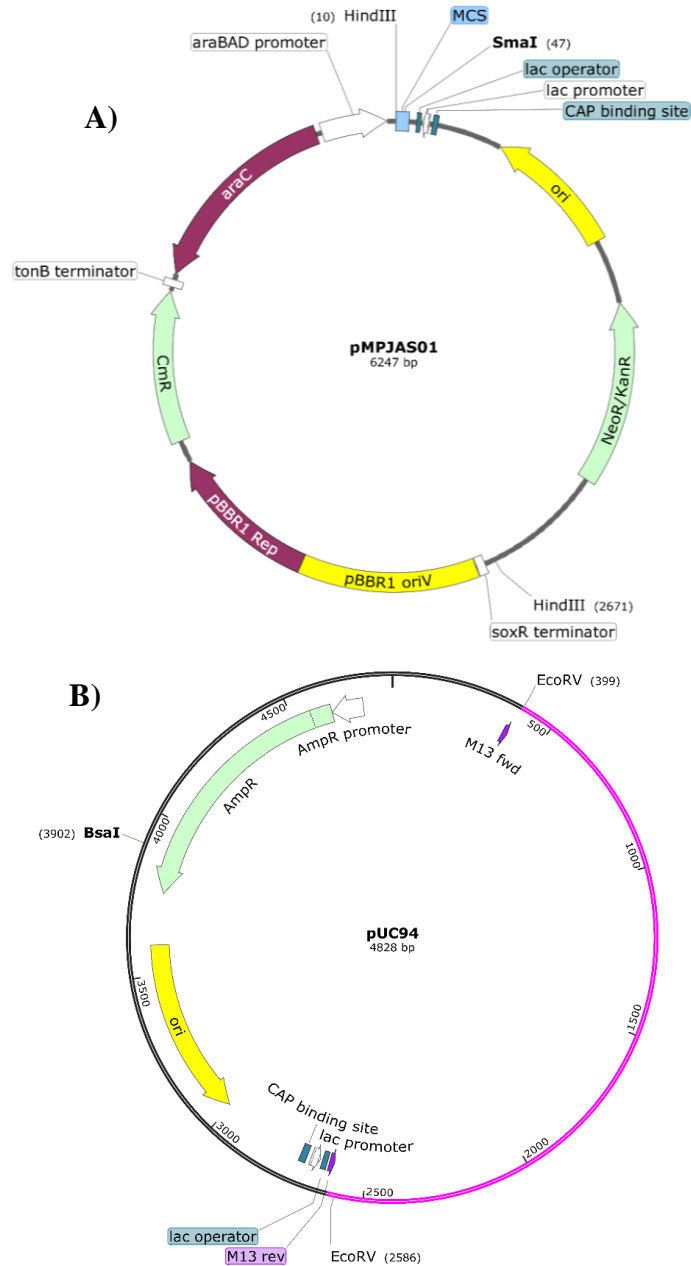 A)
(10) HindIII
MCS
SmaI (47)
araBAD promoter
lac operator
lac promoter
CAP binding site
araC
ori
tonB terminator
CmR
pMPJAS01
6247 bp
NeoR/KanR
pBBR1 Rep
pBBR1 oriV
HindIII (2671)
soxR terminator
B)
EcoRV (399)
4500
500
AmpR promoter
M13 fwd
AmpR
4000
(3902) BsaI
1000
pUC94
4828 bp
3500
ori
1500
CAP binding site
lac promoter
3000
2000
2500
lac operator
M13 rev
EcoRV (2586)